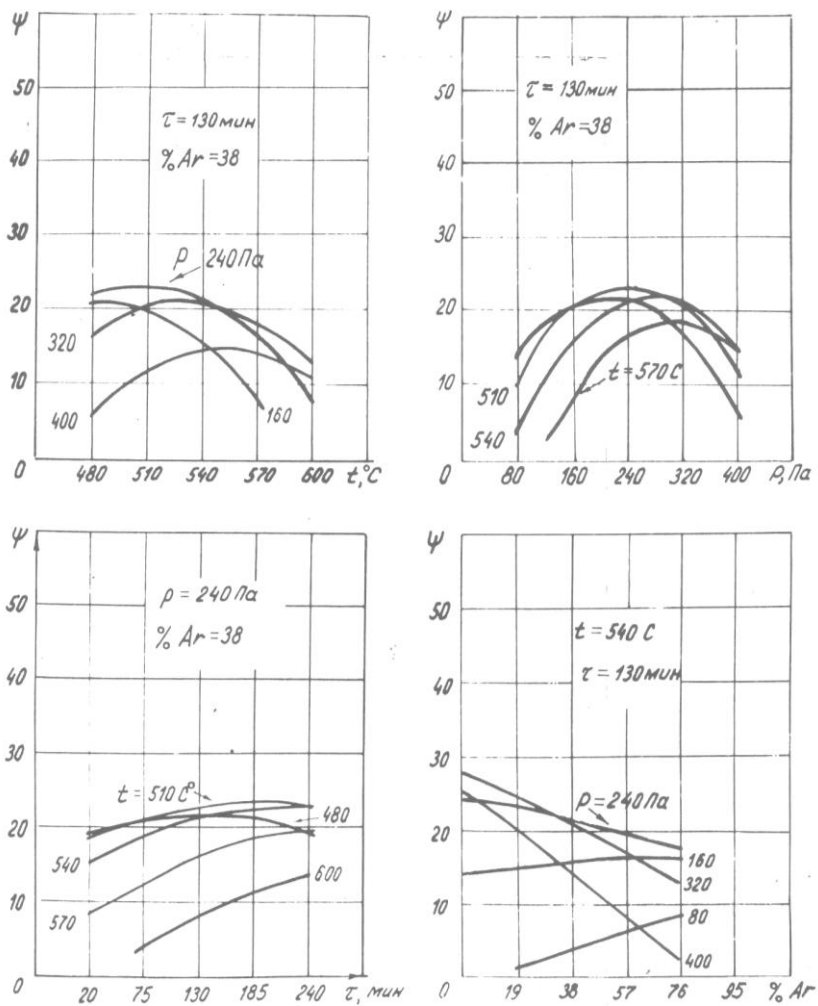 ψ
50
40
30
20
10
0
τ = 130 мин
% Ar = 38
p 240 Па
320
400
160
480 510 540 570 600 t,°C
ψ
50
40
30
20
10
0
τ = 130 мин
% Ar = 38
510
540
t = 570 C
80 160 240 320 400 P, Па
ψ
50
40
30
20
10
0
p = 240 Па
% Ar = 38
t = 510 C°
480
540
570
600
20 75 130 185 240 τ, мин
ψ
50
40
30
20
10
0
t = 540 C
τ = 130 мин
p = 240 Па
160
320
80
400
19 38 57 76 95 % Ar